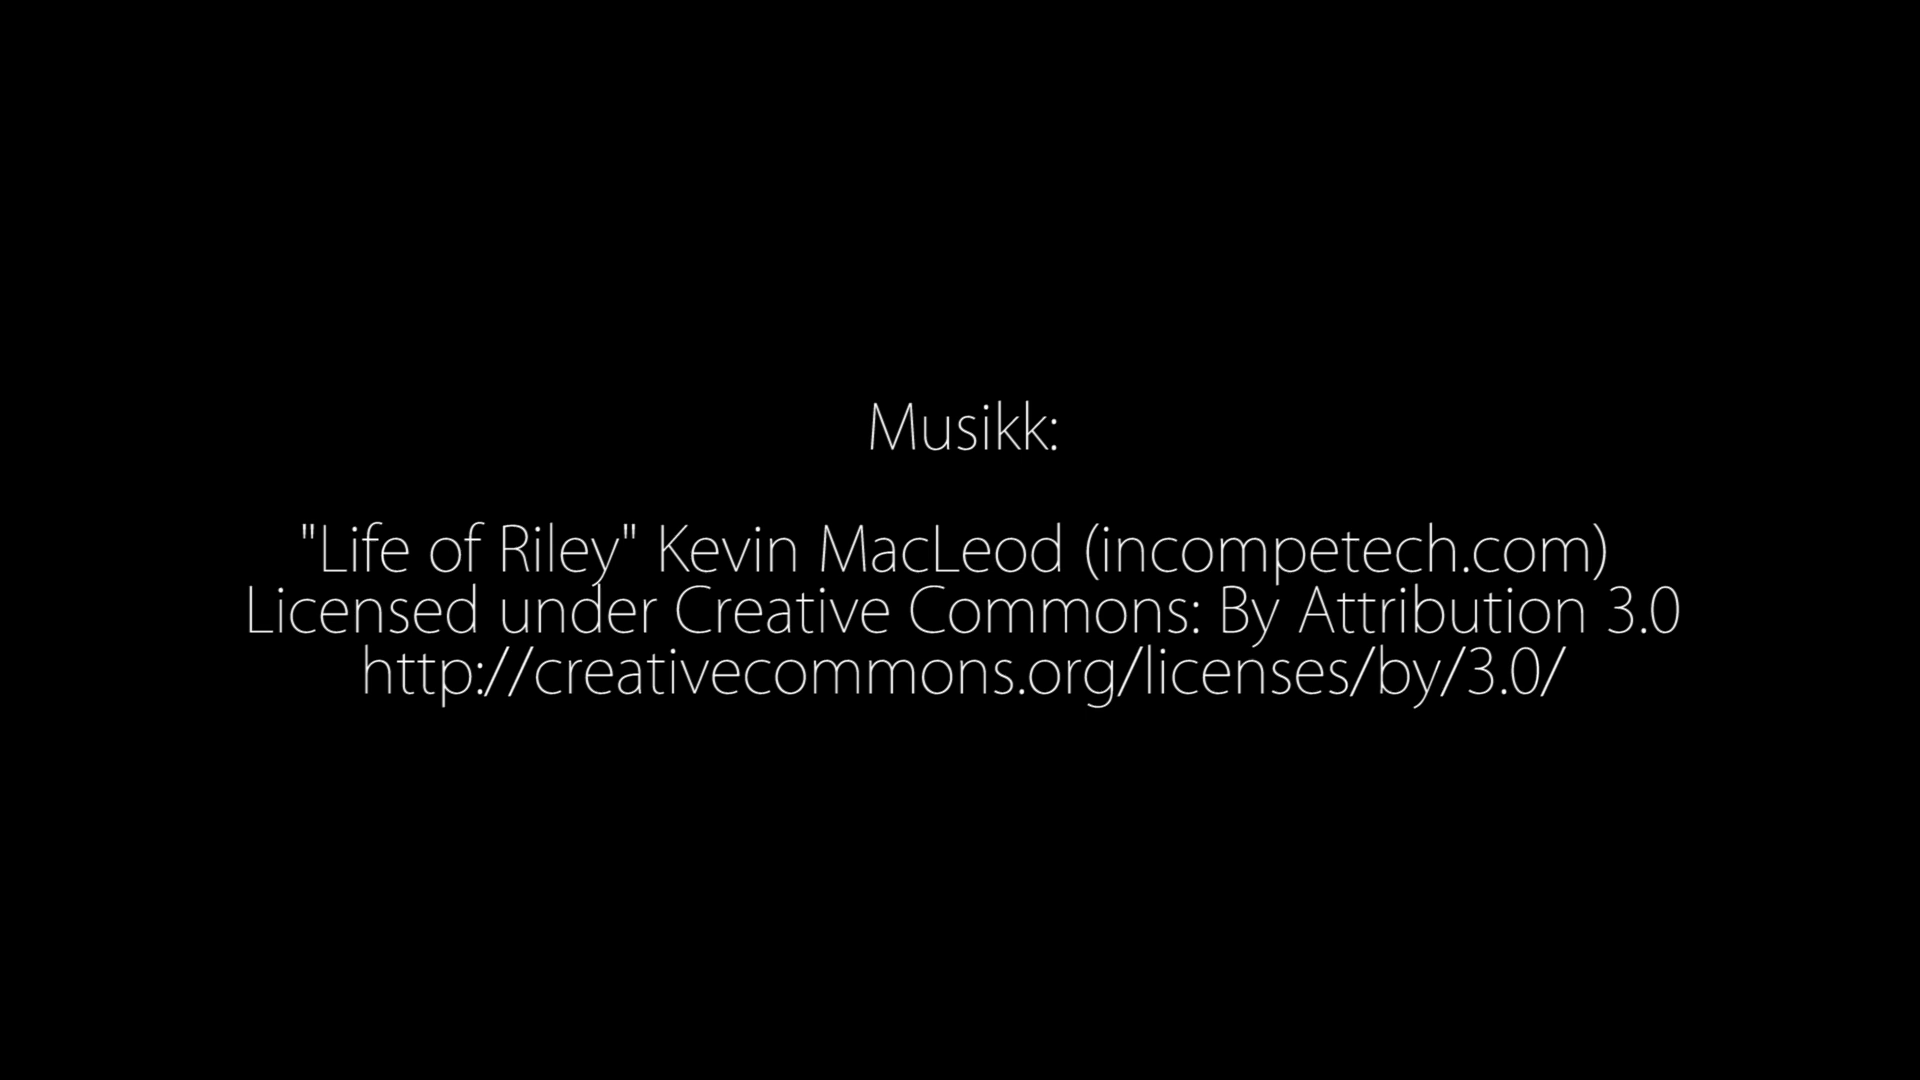 Musikk:
"Life of Riley" Kevin MacLeod (incompetech.com)
Licensed under Creative Commons: By Attribution 3.0
http://creativecommons.org/licenses/by/3.0/